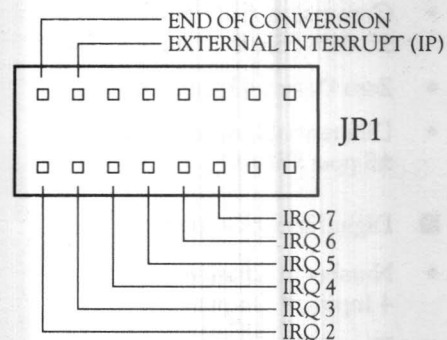 END OF CONVERSION
EXTERNAL INTERRUPT (IP)
JP1
IRQ 7
IRQ 6
IRQ 5
IRQ 4
IRQ 3
IRQ 2